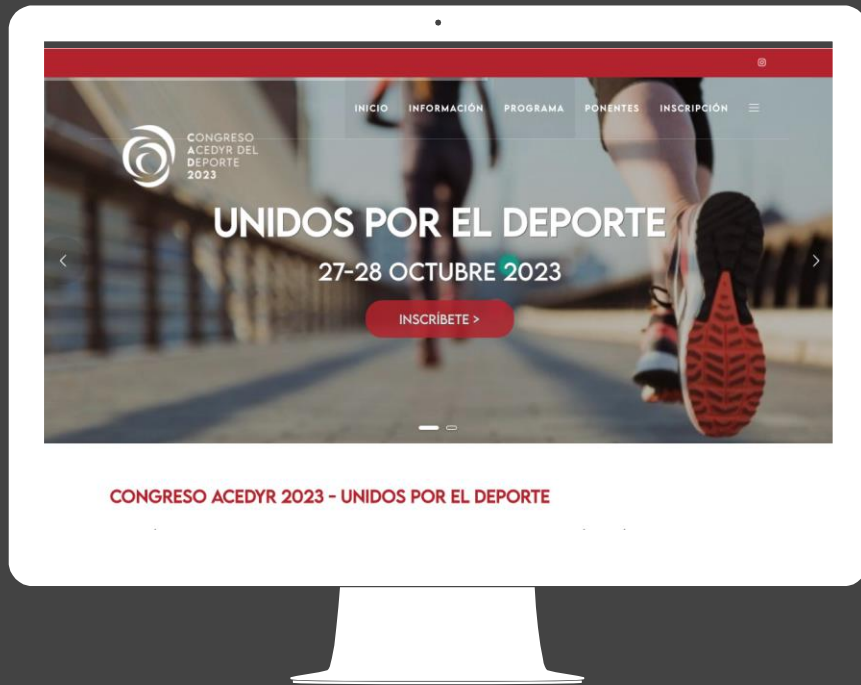 INICIO INFORMACIÓN PROGRAMA PONENTES INSCRIPCIÓN
CONGRESO
ACEDYR DEL
DEPORTE
2023
UNIDOS POR EL DEPORTE
27-28 OCTUBRE 2023
INSCRÍBETE >
CONGRESO ACEDYR 2023 - UNIDOS POR EL DEPORTE